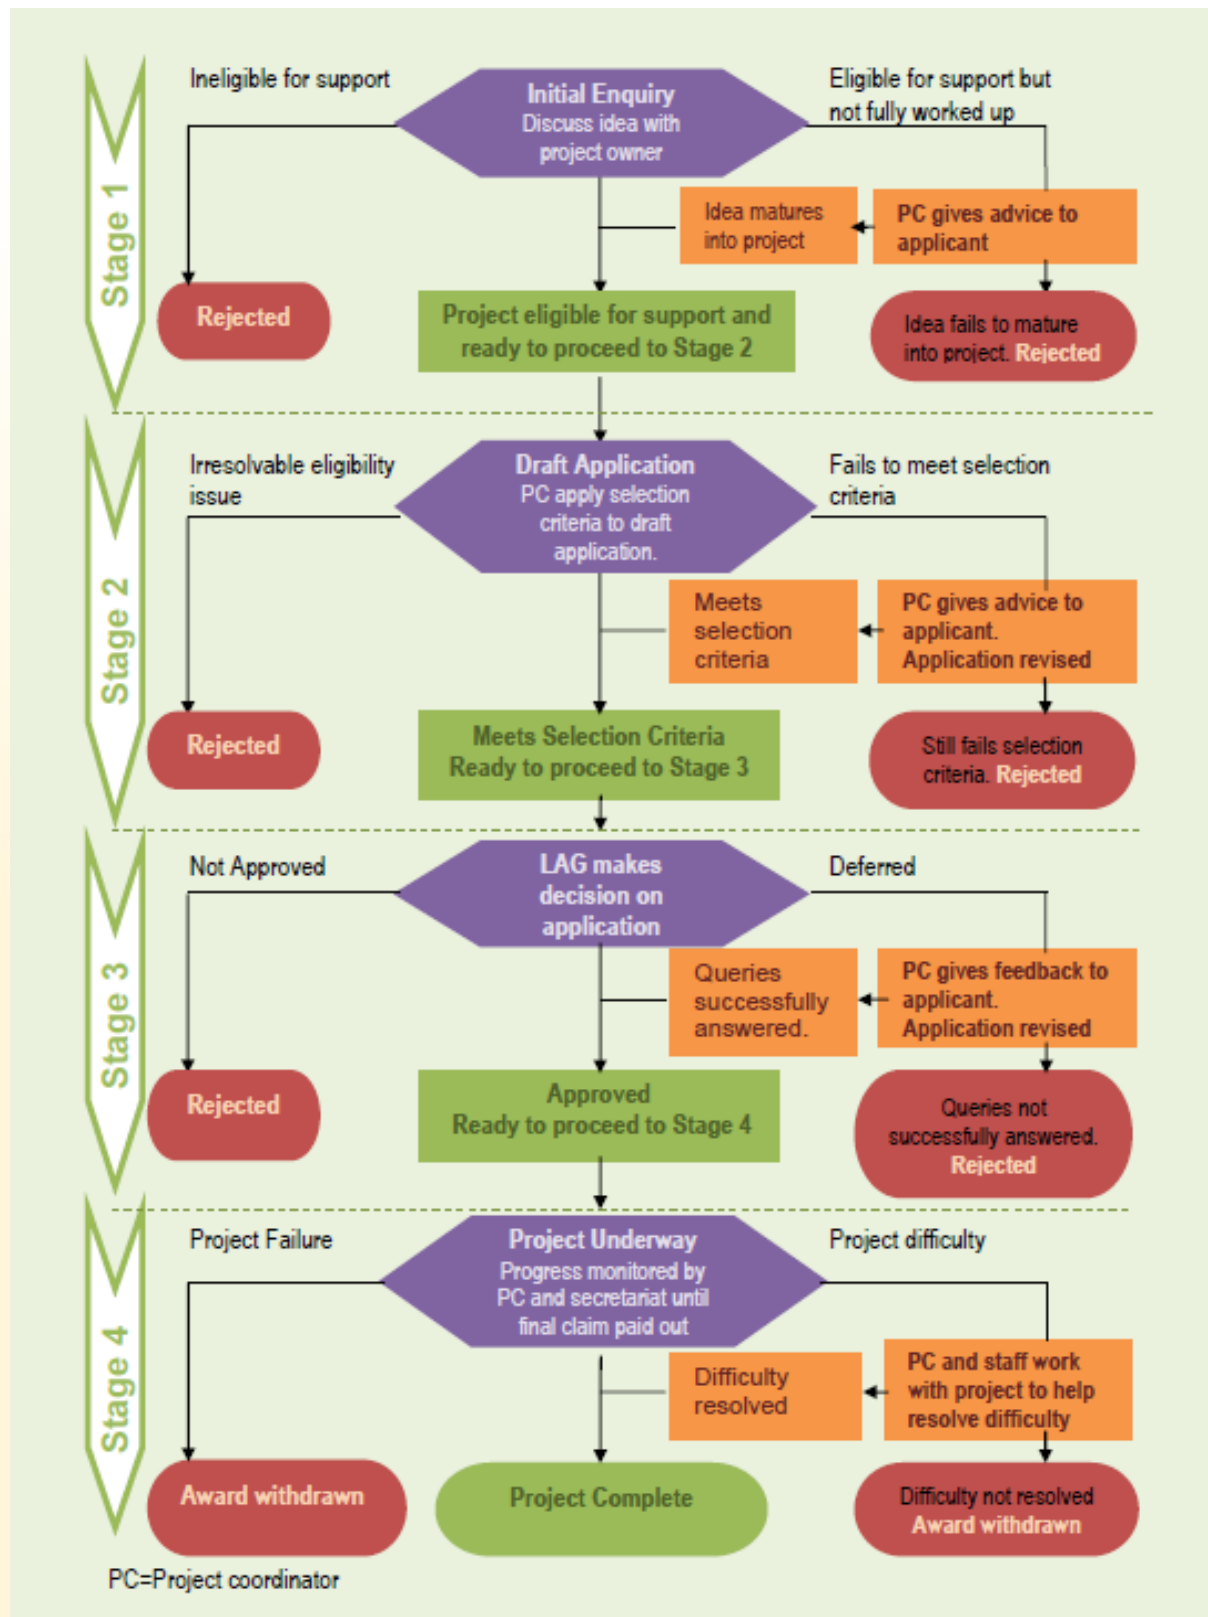 Stage 1
Ineligible for support
Initial Enquiry
Discuss idea with
project owner
Eligible for support but
not fully worked up
Idea matures
into project
PC gives advice to
applicant
Rejected
Project eligible for support and
ready to proceed to Stage 2
Idea fails to mature
into project. Rejected
Stage 2
Irresolvable eligibility
issue
Draft Application
PC apply selection
criteria to draft
application.
Fails to meet selection
criteria
Meets
selection
criteria
PC gives advice to
applicant.
Application revised
Rejected
Meets Selection Criteria
Ready to proceed to Stage 3
Still fails selection
criteria. Rejected
Stage 3
Not Approved
LAG makes
decision on
application
Deferred
Queries
successfully
answered.
PC gives feedback to
applicant.
Application revised
Rejected
Approved
Ready to proceed to Stage 4
Queries not
successfully answered.
Rejected
Stage 4
Project Failure
Project Underway
Progress monitored by
PC and secretariat until
final claim paid out
Project difficulty
Difficulty
resolved
PC and staff work
with project to help
resolve difficulty
Award withdrawn
Project Complete
Difficulty not resolved
Award withdrawn
PC=Project coordinator